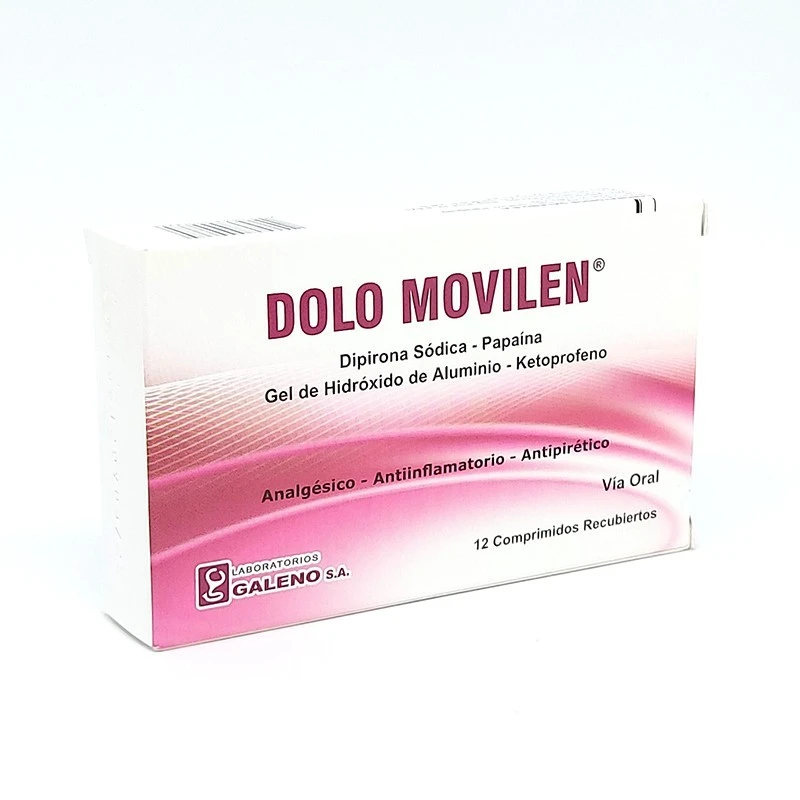 DOLO MOVILEN®
Dipirona Sódica - Papaína
Gel de Hidróxido de Aluminio - Ketoprofeno
Analgésico - Antiinflamatorio - Antipirético
Vía Oral
12 Comprimidos Recubiertos
LABORATORIOS
GALENO S.A.